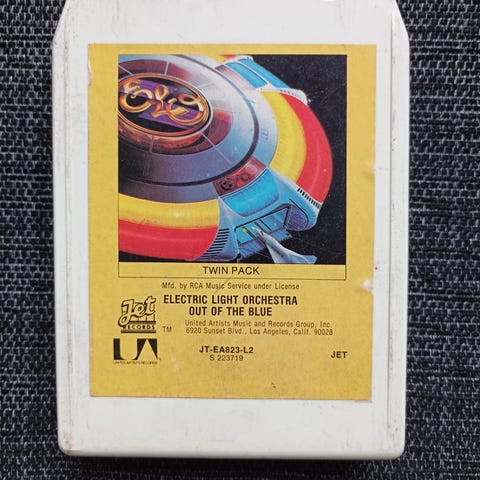 ELO
TWIN PACK
Mfd. by RCA Music Service under License
Jet
RECORDS
TM
ELECTRIC LIGHT ORCHESTRA
OUT OF THE BLUE
United Artists Music and Records Group, Inc.
6920 Sunset Blvd., Los Angeles, Calif. 90028
UA
UNITED ARTISTS RECORDS
JT-EA823-L2
S 223719
JET